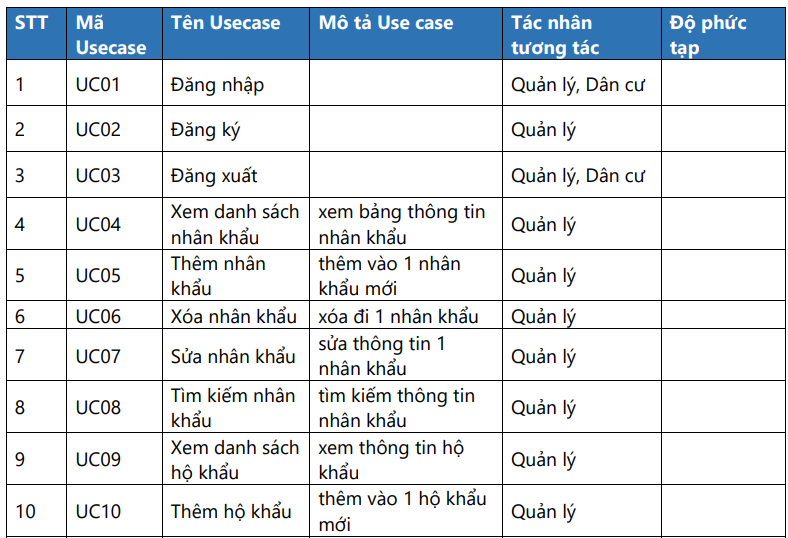 STT Mã Usecase Tên Usecase Mô tả Use case Tác nhân tương tác Độ phức tạp
1 UC01 Đăng nhập Quản lý, Dân cư
2 UC02 Đăng ký Quản lý
3 UC03 Đăng xuất Quản lý, Dân cư
4 UC04 Xem danh sách nhân khẩu xem bảng thông tin nhân khẩu Quản lý
5 UC05 Thêm nhân khẩu thêm vào 1 nhân khẩu mới Quản lý
6 UC06 Xóa nhân khẩu xóa đi 1 nhân khẩu Quản lý
7 UC07 Sửa nhân khẩu sửa thông tin 1 nhân khẩu Quản lý
8 UC08 Tìm kiếm nhân khẩu tìm kiếm thông tin nhân khẩu Quản lý
9 UC09 Xem danh sách hộ khẩu xem thông tin hộ khẩu Quản lý
10 UC10 Thêm hộ khẩu thêm vào 1 hộ khẩu mới Quản lý